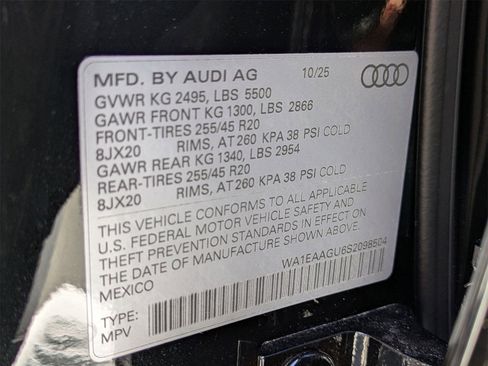 MFD. BY AUDI AG 10/25
GVWR KG 2495, LBS 5500
GAWR FRONT KG 1300, LBS 2866
FRONT-TIRES 255/45 R20
8JX20 RIMS, AT 260 KPA 38 PSI COLD
GAWR REAR KG 1340, LBS 2954
REAR-TIRES 255/45 R20
8JX20 RIMS, AT 260 KPA 38 PSI COLD
THIS VEHICLE CONFORMS TO ALL APPLICABLE
U.S. FEDERAL MOTOR VEHICLE SAFETY AND
THEFT PREVENTION STANDARDS IN EFFECT ON
THE DATE OF MANUFACTURE SHOWN ABOVE
MEXICO WA1EAAGU6S2098504
TYPE:
MPV